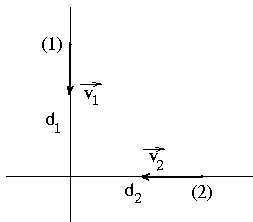 (1)
v₁
d₁
v₂
d₂ (2)